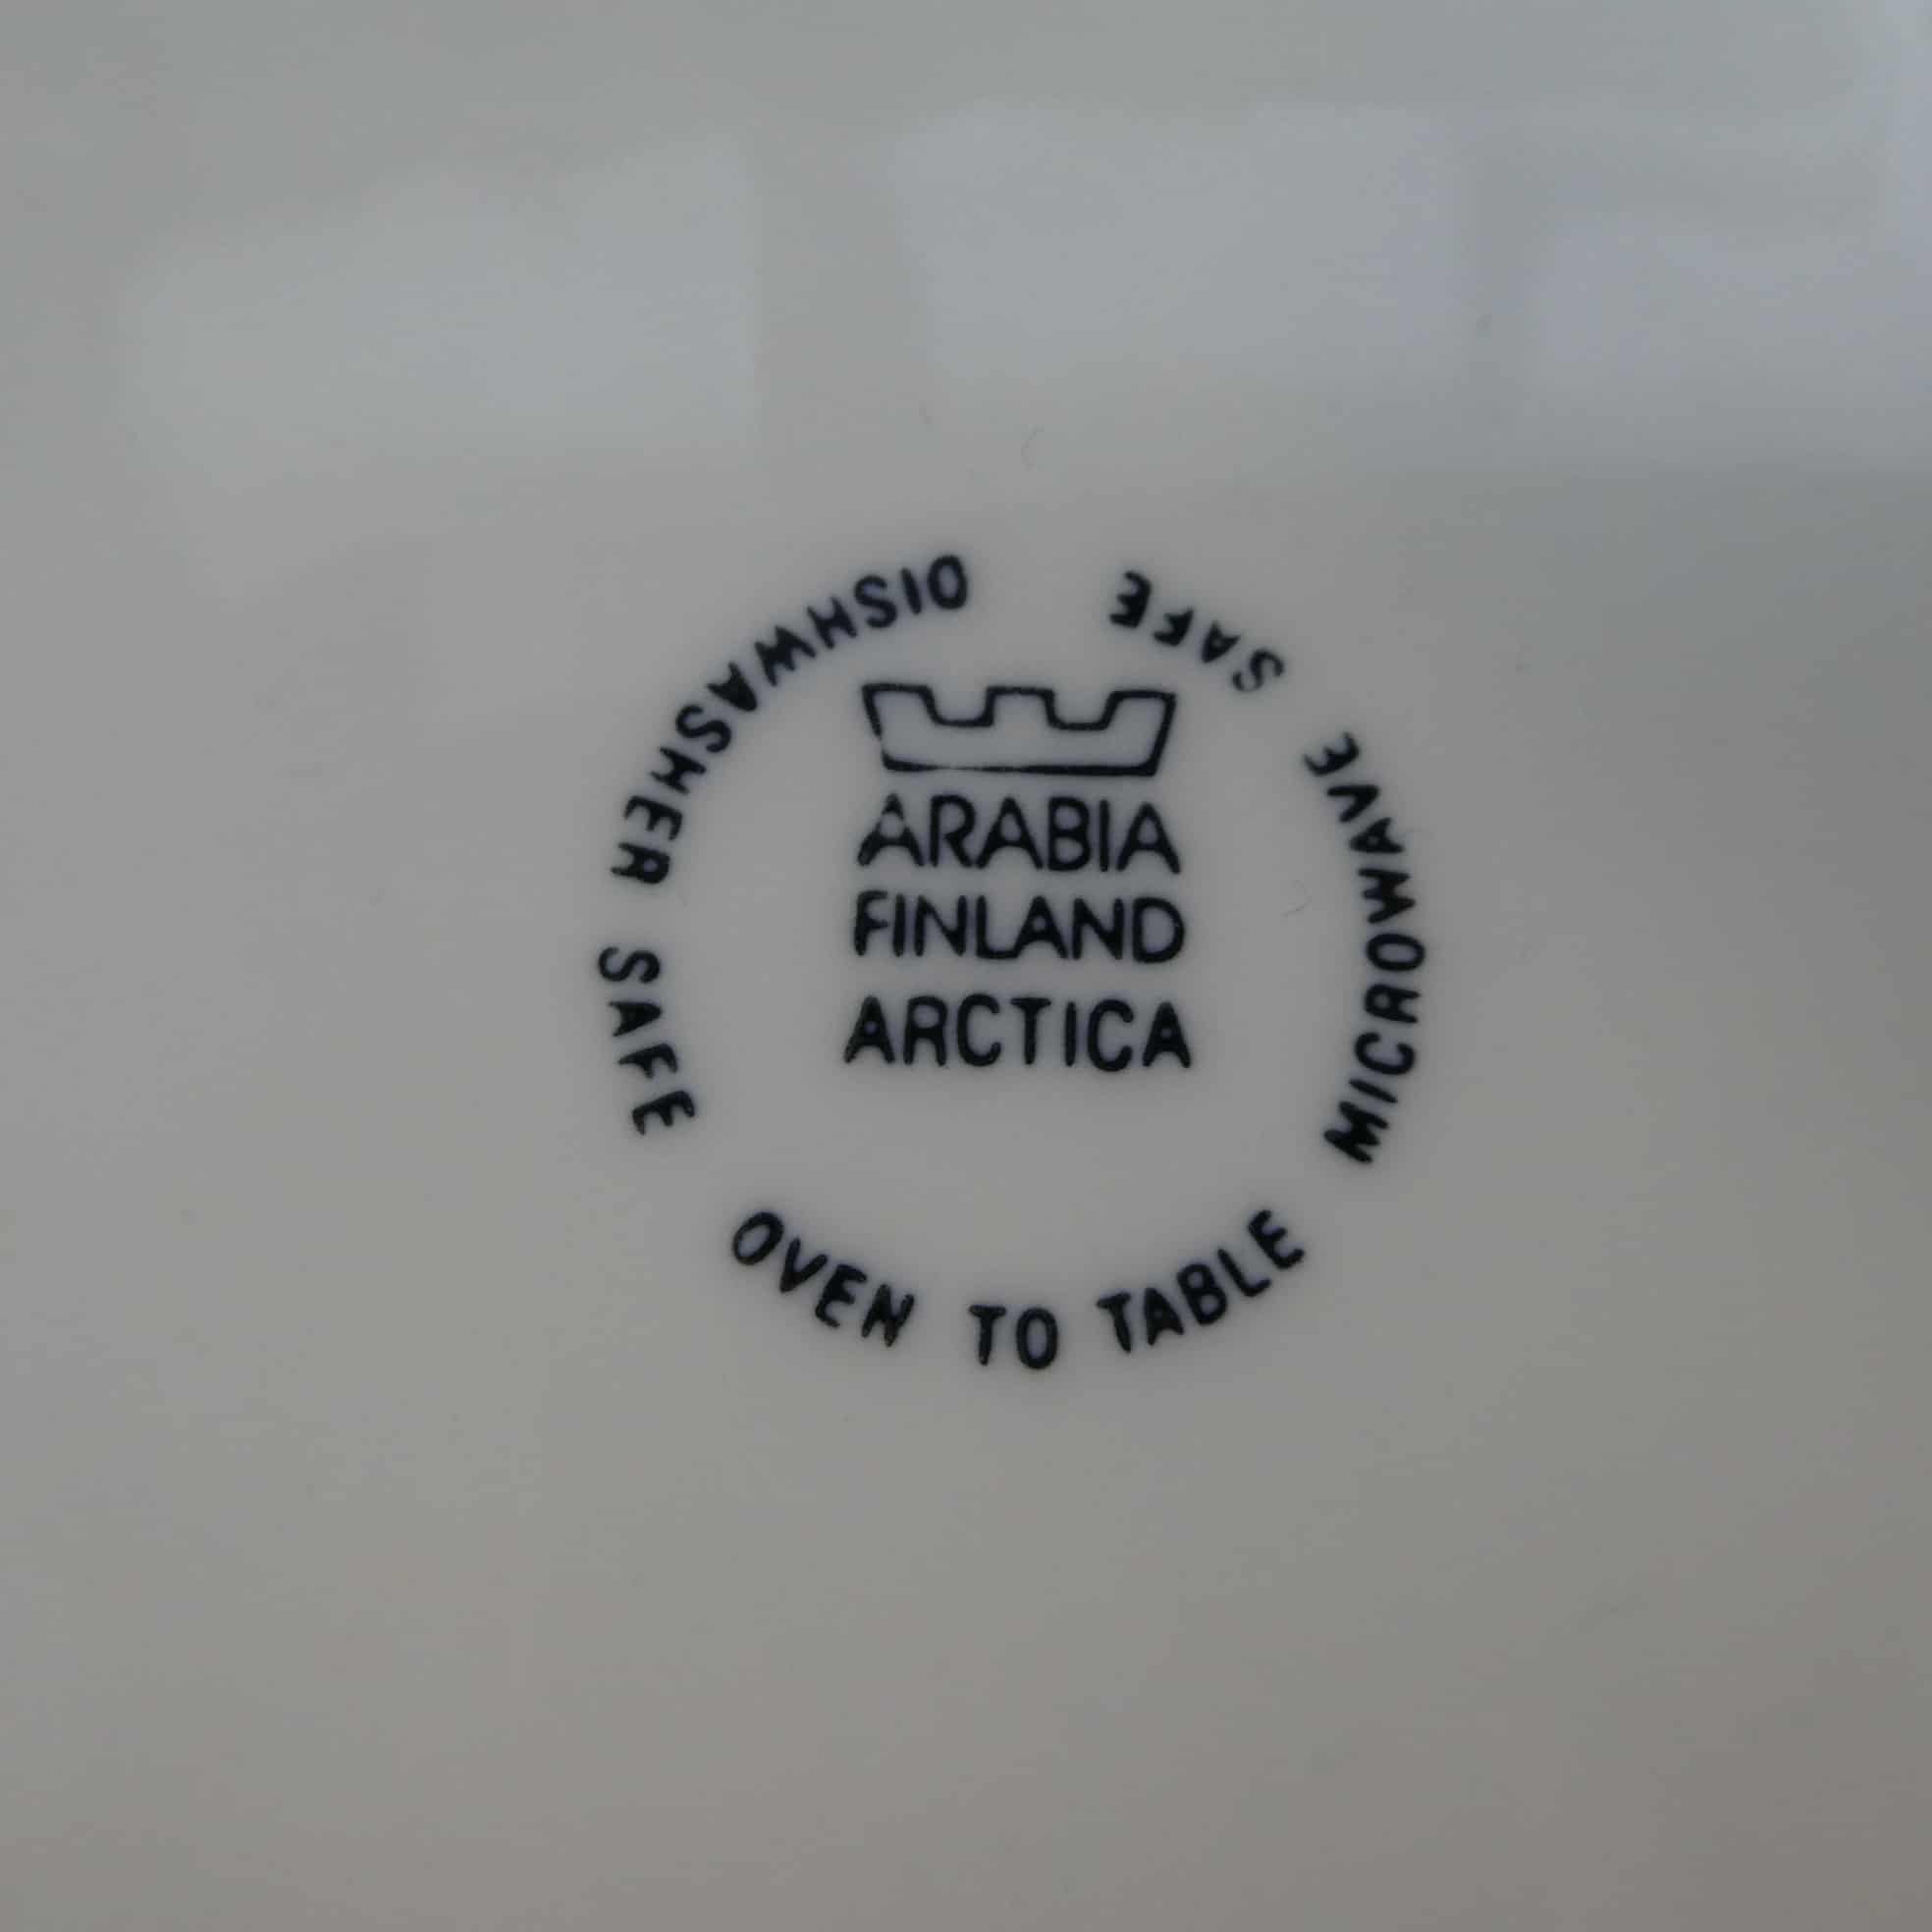 ARABIA
FINLAND
ARCTICA
DISHWASHER SAFE OVEN TO TABLE MICROWAVE SAFE